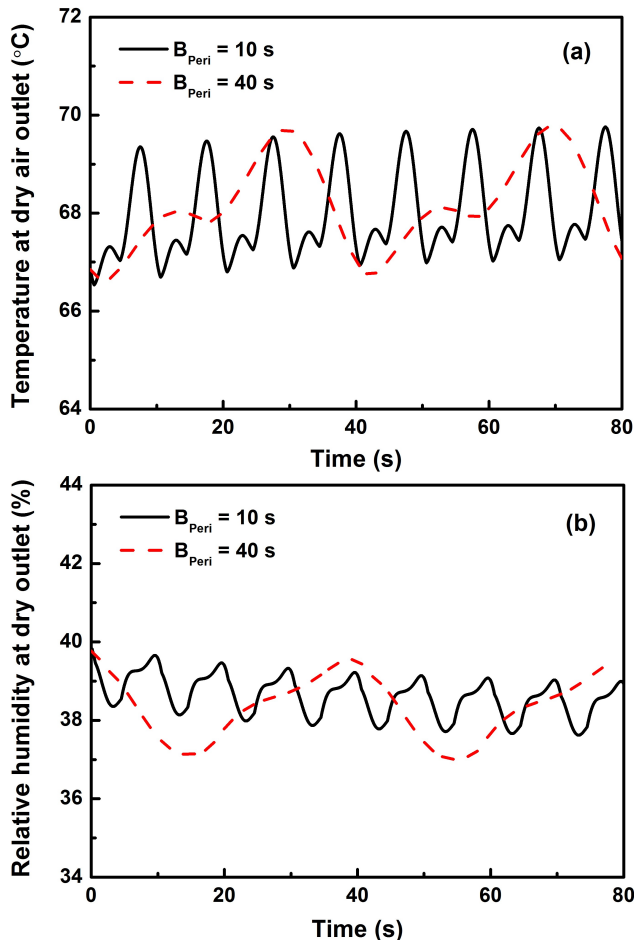 72
70
68
66
64
Temperature at dry air outlet (°C)
B_Peri = 10 s
B_Peri = 40 s
(a)
0 20 40 60 80
Time (s)
44
42
40
38
36
34
Relative humidity at dry outlet (%)
B_Peri = 10 s
B_Peri = 40 s
(b)
0 20 40 60 80
Time (s)